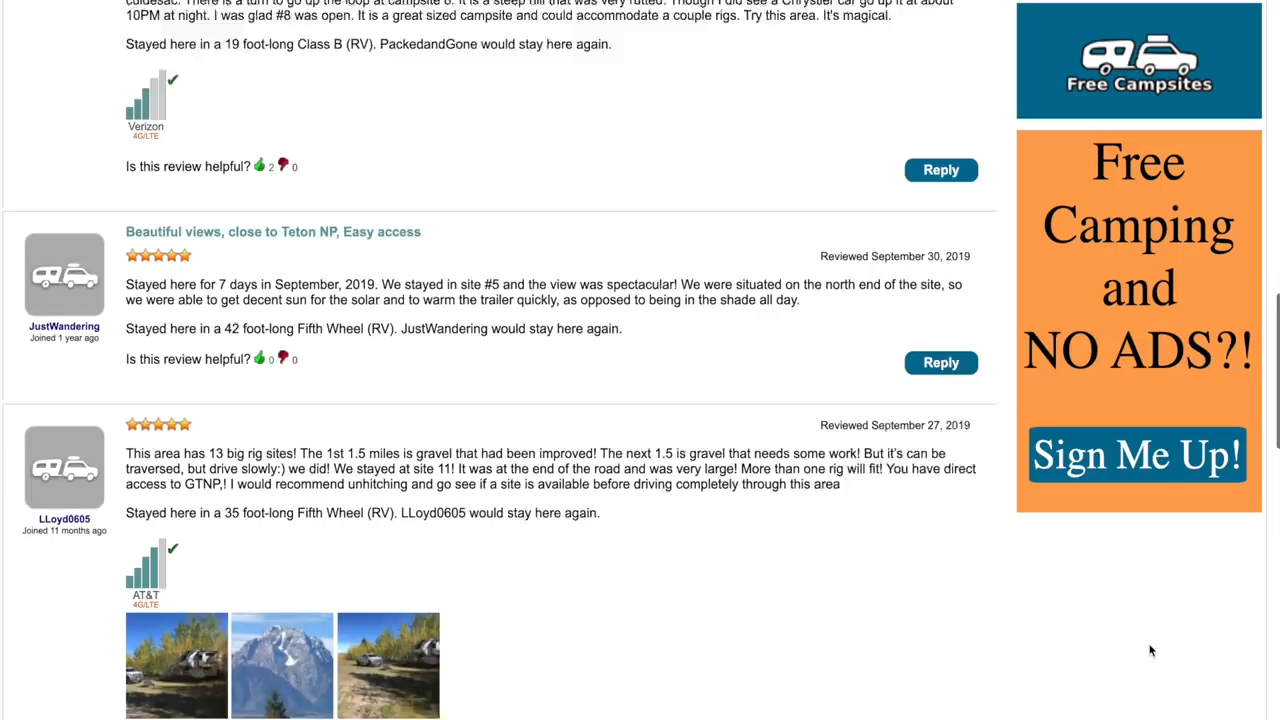 culdesac. There is a turn to go up the loop at campsite 8. It is a steep hill that was very rutted. Though I did see a Chrysler car go up it at about
10PM at night. I was glad #8 was open. It is a great sized campsite and could accommodate a couple rigs. Try this area. It's magical.
Stayed here in a 19 foot-long Class B (RV). PackedandGone would stay here again.
Verizon
4G/LTE
Is this review helpful? 2 0
Reply
Beautiful views, close to Teton NP, Easy access
Reviewed September 30, 2019
Stayed here for 7 days in September, 2019. We stayed in site #5 and the view was spectacular! We were situated on the north end of the site, so
we were able to get decent sun for the solar and to warm the trailer quickly, as opposed to being in the shade all day.
Stayed here in a 42 foot-long Fifth Wheel (RV). JustWandering would stay here again.
JustWandering
Joined 1 year ago
Is this review helpful? 0 0
Reply
Reviewed September 27, 2019
This area has 13 big rig sites! The 1st 1.5 miles is gravel that had been improved! The next 1.5 is gravel that needs some work! But it's can be
traversed, but drive slowly:) we did! We stayed at site 11! It was at the end of the road and was very large! More than one rig will fit! You have direct
access to GTNP,! I would recommend unhitching and go see if a site is available before driving completely through this area
Stayed here in a 35 foot-long Fifth Wheel (RV). LLoyd0605 would stay here again.
LLoyd0605
Joined 11 months ago
AT&T
4G/LTE
Free Campsites
Free
Camping
and
NO ADS?!
Sign Me Up!